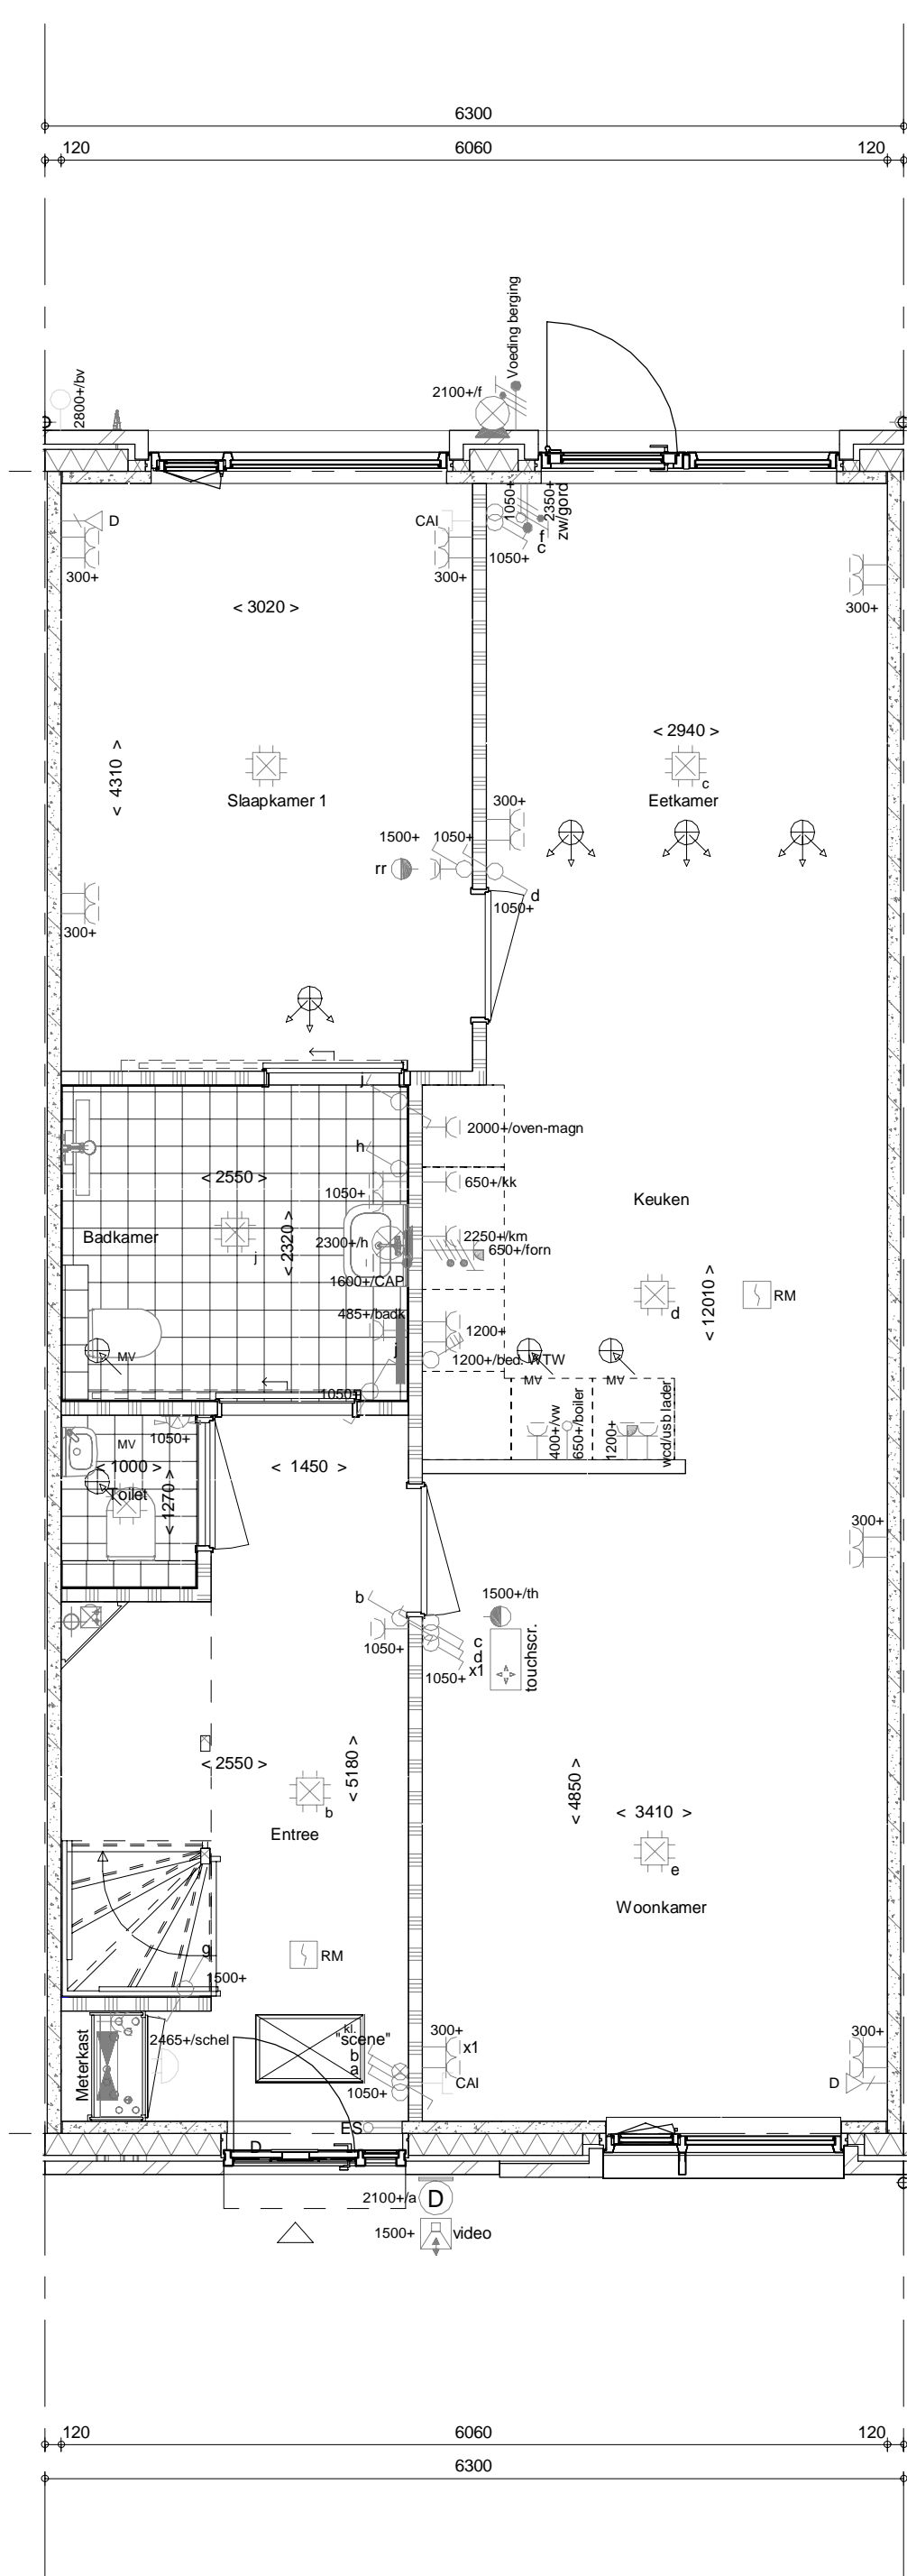 6300
120
6060
120
Voeding berging
2800+/bv
2100+/f
D
300+
CAI
300+
1050+
2350+
zw/gord
f
c
1050+
300+
< 3020 >
< 2940 >
< 4310 >
c
Slaapkamer 1
Eetkamer
300+
1500+
1050+
rr
d
1050+
300+
j
2000+/oven-magn
h
< 2550 >
650+/kk
1050+
Keuken
Badkamer
j
< 2320 >
2300+/h
2250+/km
650+/forn
1600+/CAP
RM
d
< 12010 >
485+/badk
1200+
j
1200+/bed. WTW
MV
MV
MV
1050+
400+/vw
650+/boiler
1200+
wcd/usb lader
MV
1050+
< 1000 >
< 1450 >
Toilet
< 1270 >
300+
b
1500+/th
1050+
c
d
x1
1050+
touchscr.
< 2550 >
< 5180 >
< 4850 >
< 3410 >
b
Entree
e
Woonkamer
g
RM
1500+
Meterkast
2465+/schel
kl.
"scene"
b
a
1050+
300+
x1
CAI
300+
D
ES
D
2100+/a
D
1500+
video
120
6060
120
6300